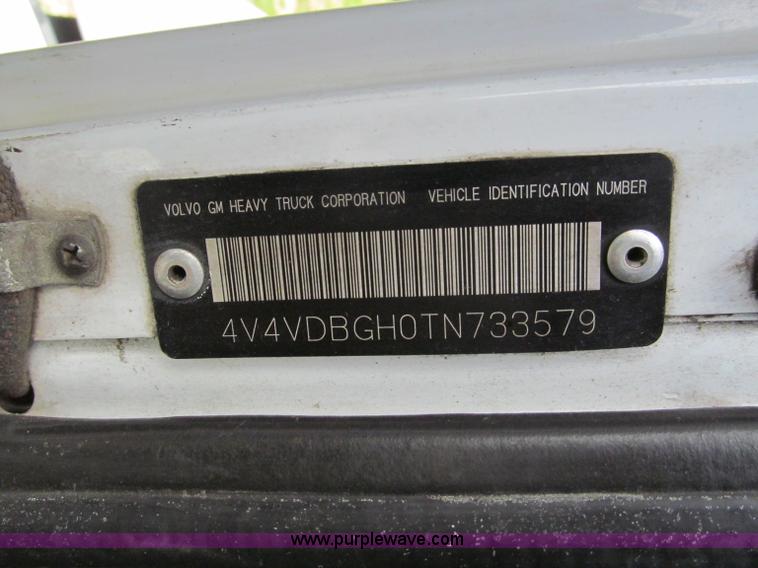 VOLVO GM HEAVY TRUCK CORPORATION VEHICLE IDENTIFICATION NUMBER
4V4VDBGH0TN733579
www.purplewave.com